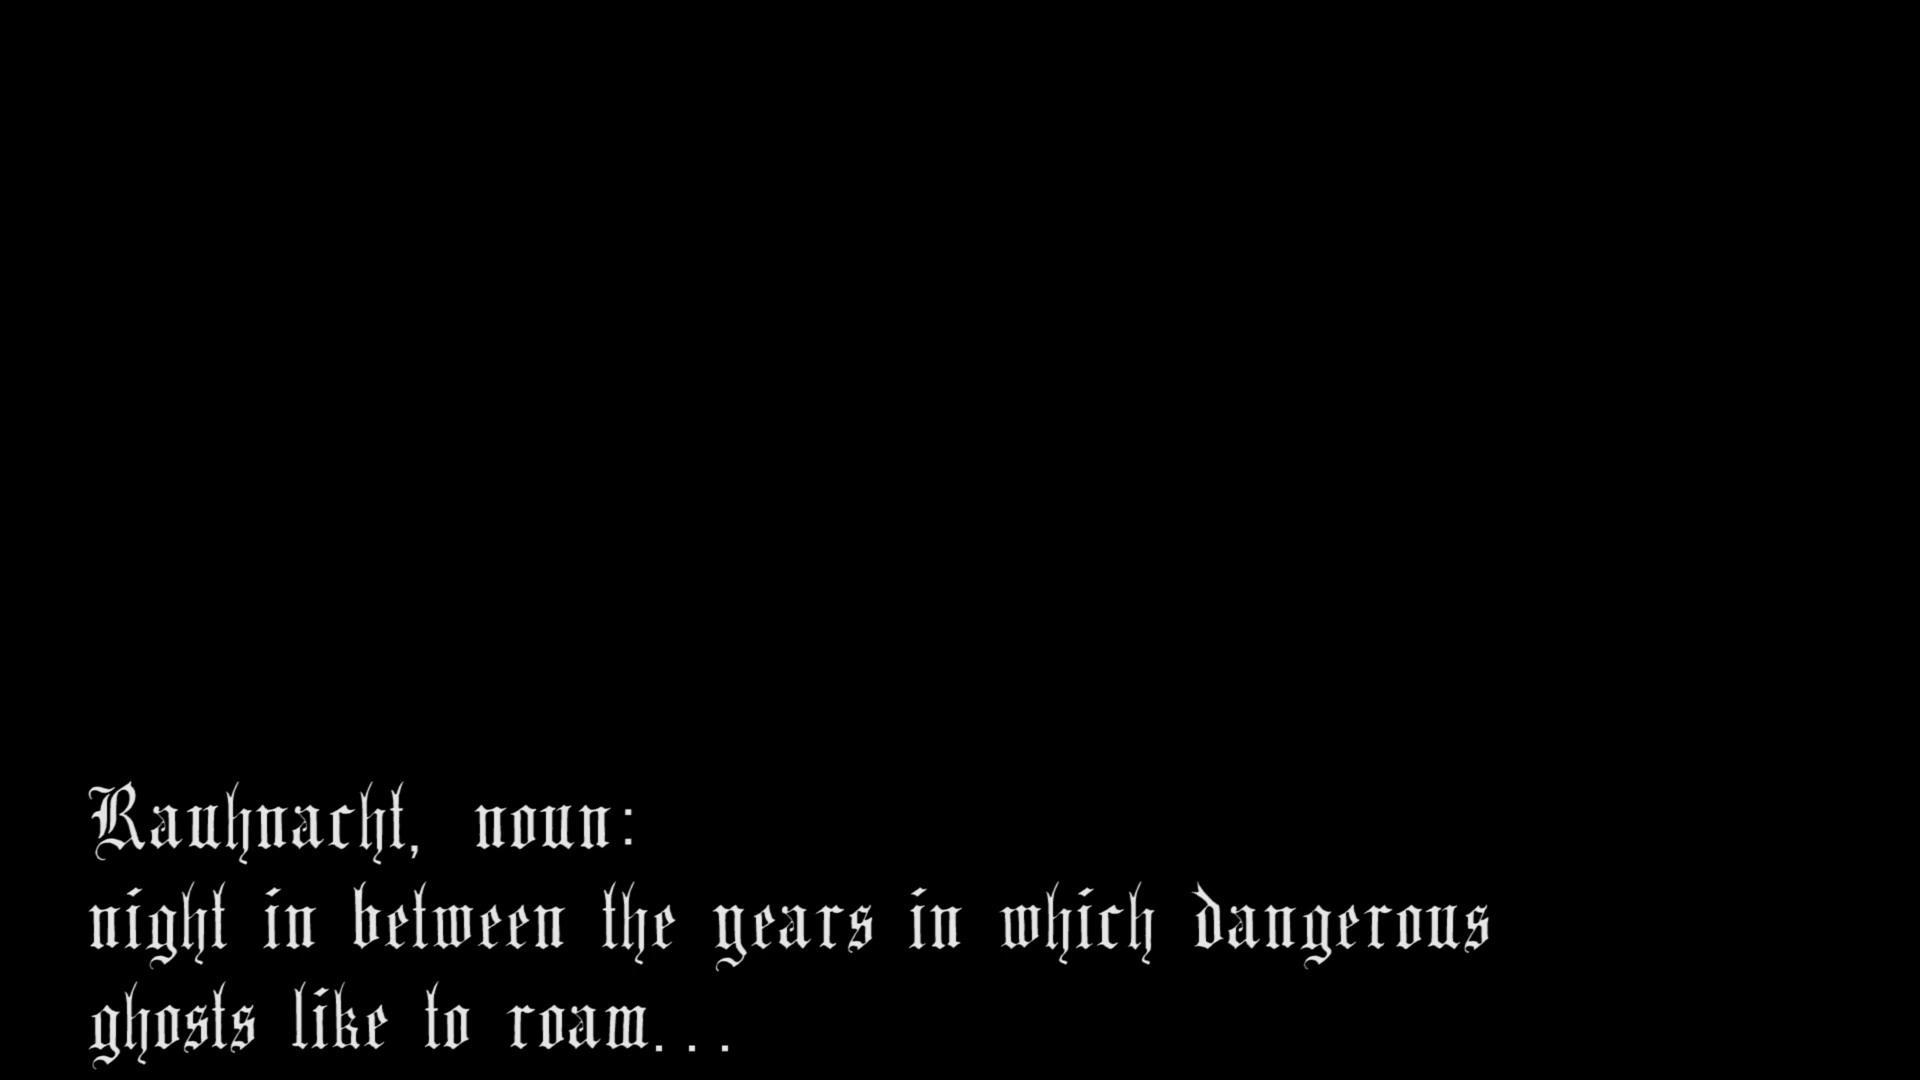 Rauhnacht, noun:
night in between the years in which dangerous
ghosts like to roam...